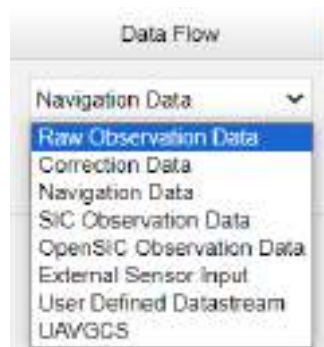 Data Flow
Navigation Data
Raw Observation Data
Correction Data
Navigation Data
SIC Observation Data
OpenSIC Observation Data
External Sensor Input
User Defined Datastream
UAVGCS